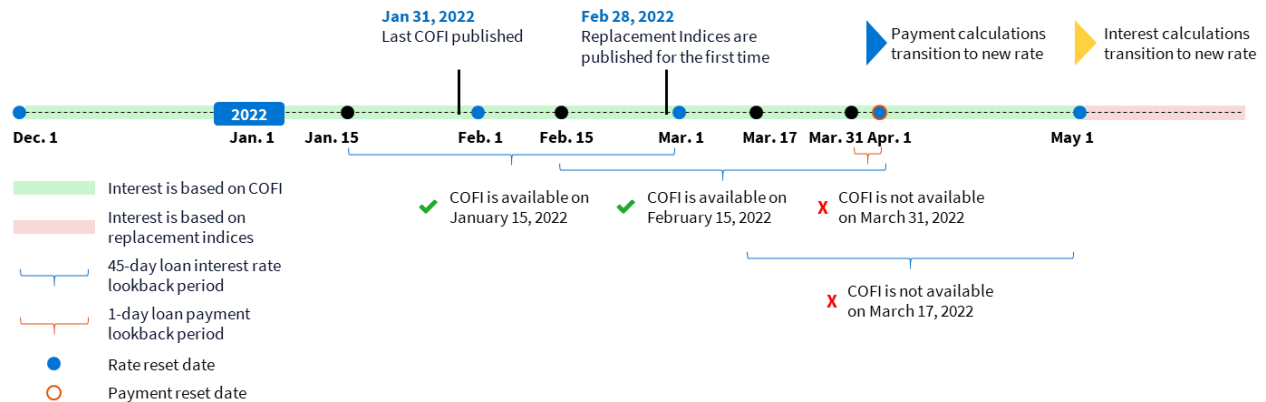 Jan 31, 2022
Last COFI published
Feb 28, 2022
Replacement Indices are
published for the first time
Payment calculations
transition to new rate
Interest calculations
transition to new rate
2022
Dec. 1
Jan. 1
Jan. 15
Feb. 1
Feb. 15
Mar. 1
Mar. 17
Mar. 31
Apr. 1
May 1
Interest is based on COFI
Interest is based on
replacement indices
45-day loan interest rate
lookback period
1-day loan payment
lookback period
Rate reset date
Payment reset date
COFI is available on
January 15, 2022
COFI is available on
February 15, 2022
X
COFI is not available
on March 31, 2022
X
COFI is not available
on March 17, 2022